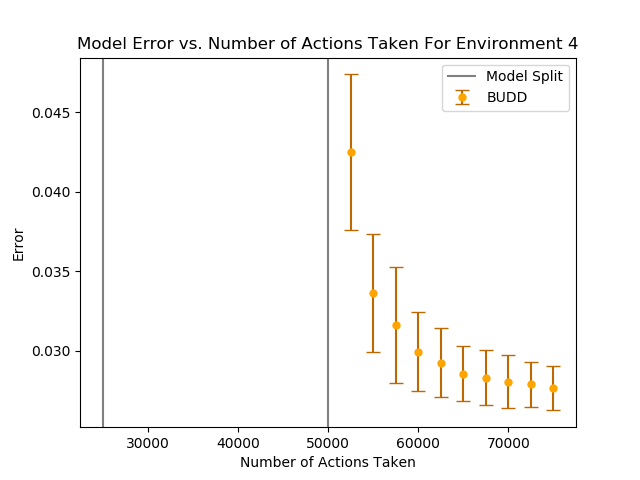 Model Error vs. Number of Actions Taken For Environment 4
Model Split
BUDD
0.045
0.040
0.035
0.030
Error
30000 40000 50000 60000 70000
Number of Actions Taken